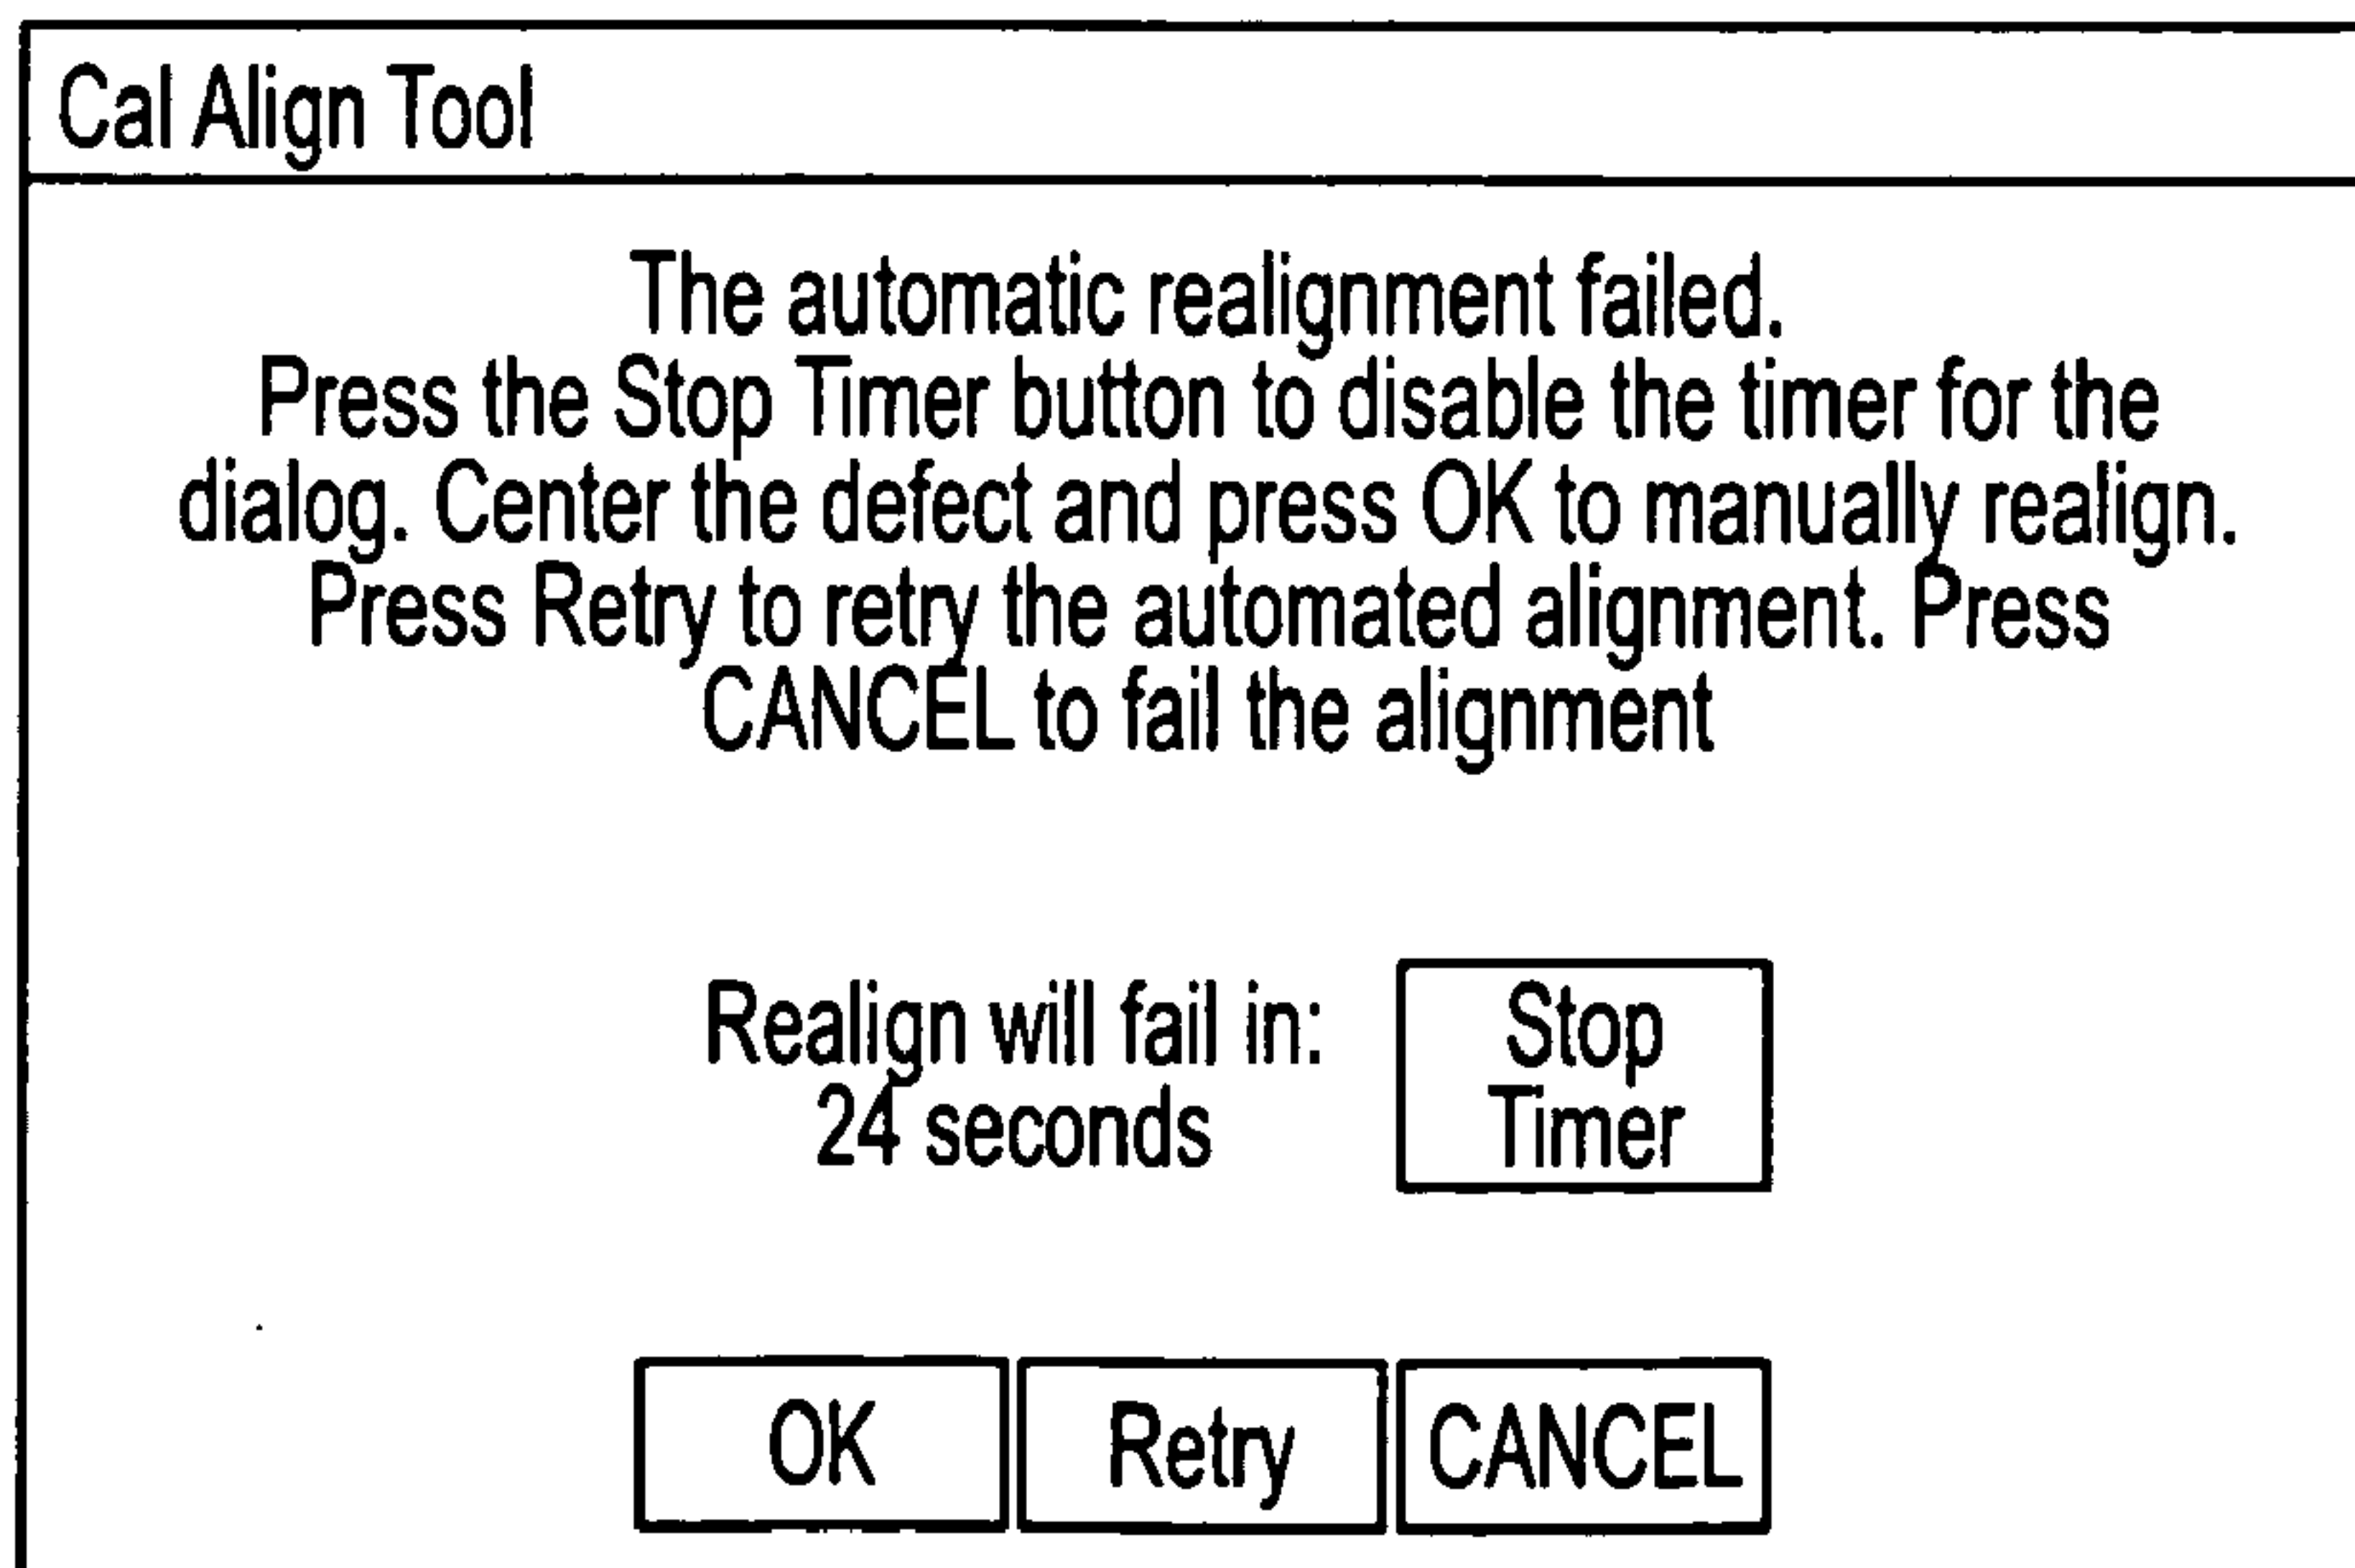 Cal Align Tool
The automatic realignment failed.
Press the Stop Timer button to disable the timer for the
dialog. Center the defect and press OK to manually realign.
Press Retry to retry the automated alignment. Press
CANCEL to fail the alignment
Realign will fail in:
24 seconds
Stop
Timer
OK
Retry
CANCEL